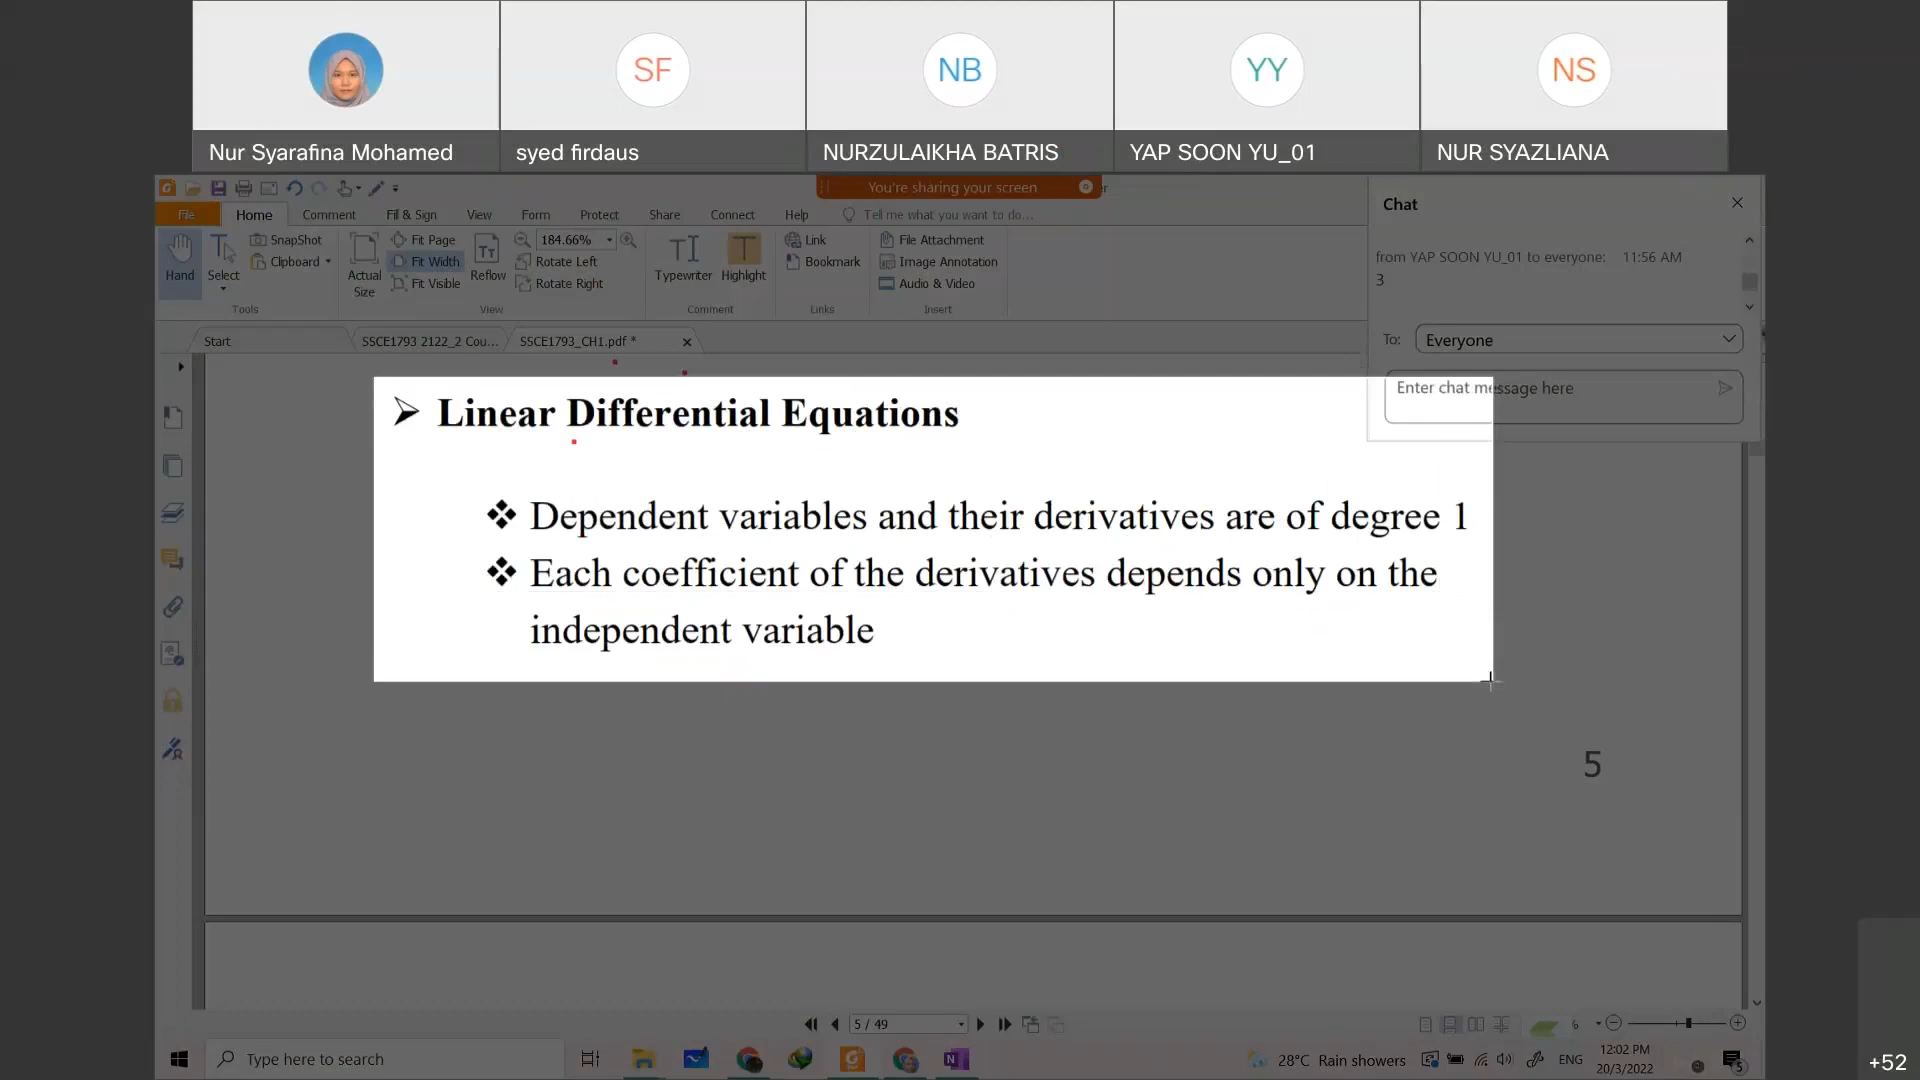 SF
NB
YY
NS
Nur Syarafina Mohamed
syed firdaus
NURZULAIKHA BATRIS
YAP SOON YU_01
NUR SYAZLIANA
You're sharing your screen
File
Home
Comment
Fill & Sign
View
Form
Protect
Share
Connect
Help
Tell me what you want to do...
Hand
Select
SnapShot
Clipboard
Tools
Actual
Size
Fit Page
Fit Width
Fit Visible
Reflow
184.66%
Rotate Left
Rotate Right
View
Typewriter
Highlight
Comment
Link
Bookmark
Links
File Attachment
Image Annotation
Audio & Video
Insert
Chat
from YAP SOON YU_01 to everyone: 11:56 AM
3
To: Everyone
Enter chat message here
Start
SSCE1793 2122_2 Cou...
SSCE1793_CH1.pdf *
Linear Differential Equations
Dependent variables and their derivatives are of degree 1
Each coefficient of the derivatives depends only on the
independent variable
5
5 / 49
Type here to search
28°C Rain showers
ENG
12:02 PM
20/3/2022
5
+52